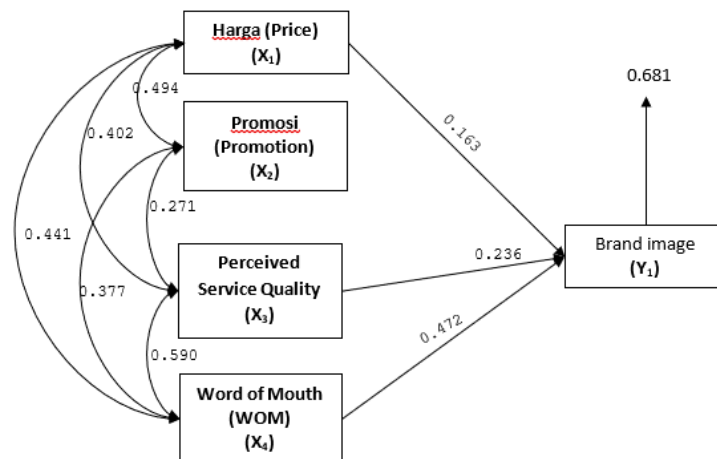 Harga (Price)
(X₁)
0.681
0.494
Promosi
(Promotion)
(X₂)
0.402
0.163
0.271
0.441
Brand image
(Y₁)
0.236
Perceived
Service Quality
(X₃)
0.377
0.472
0.590
Word of Mouth
(WOM)
(X₄)